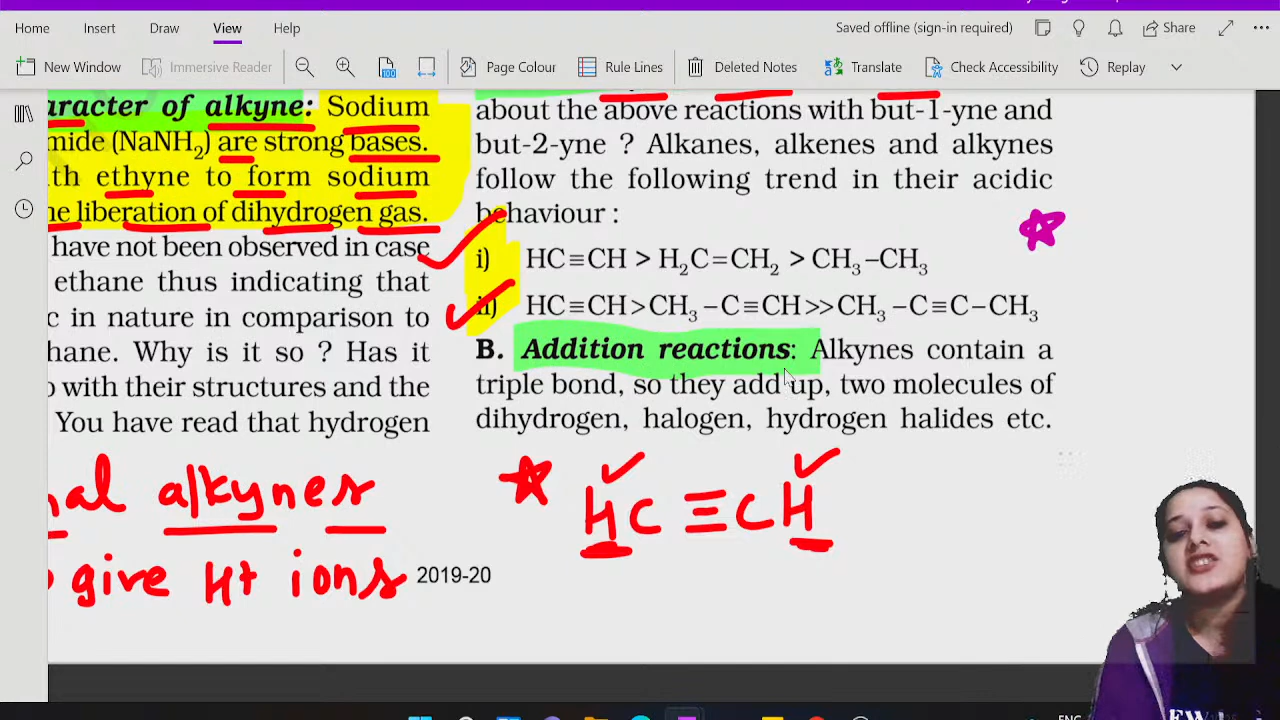 Home Insert Draw View Help
Saved offline (sign-in required) Share
New Window Immersive Reader Page Colour Rule Lines Deleted Notes Translate Check Accessibility Replay
aracter of alkyne: Sodium
mide (NaNH₂) are strong bases.
th ethyne to form sodium
he liberation of dihydrogen gas.
have not been observed in case
ethane thus indicating that
c in nature in comparison to
hane. Why is it so ? Has it
o with their structures and the
You have read that hydrogen
about the above reactions with but-1-yne and
but-2-yne ? Alkanes, alkenes and alkynes
follow the following trend in their acidic
behaviour :
i) HC≡CH > H₂C=CH₂ > CH₃–CH₃
ii) HC≡CH>CH₃–C≡CH>>CH₃–C≡C–CH₃
B. Addition reactions: Alkynes contain a
triple bond, so they add up, two molecules of
dihydrogen, halogen, hydrogen halides etc.
nal alkynes
give H+ ions
HC≡CH
2019-20
ENG